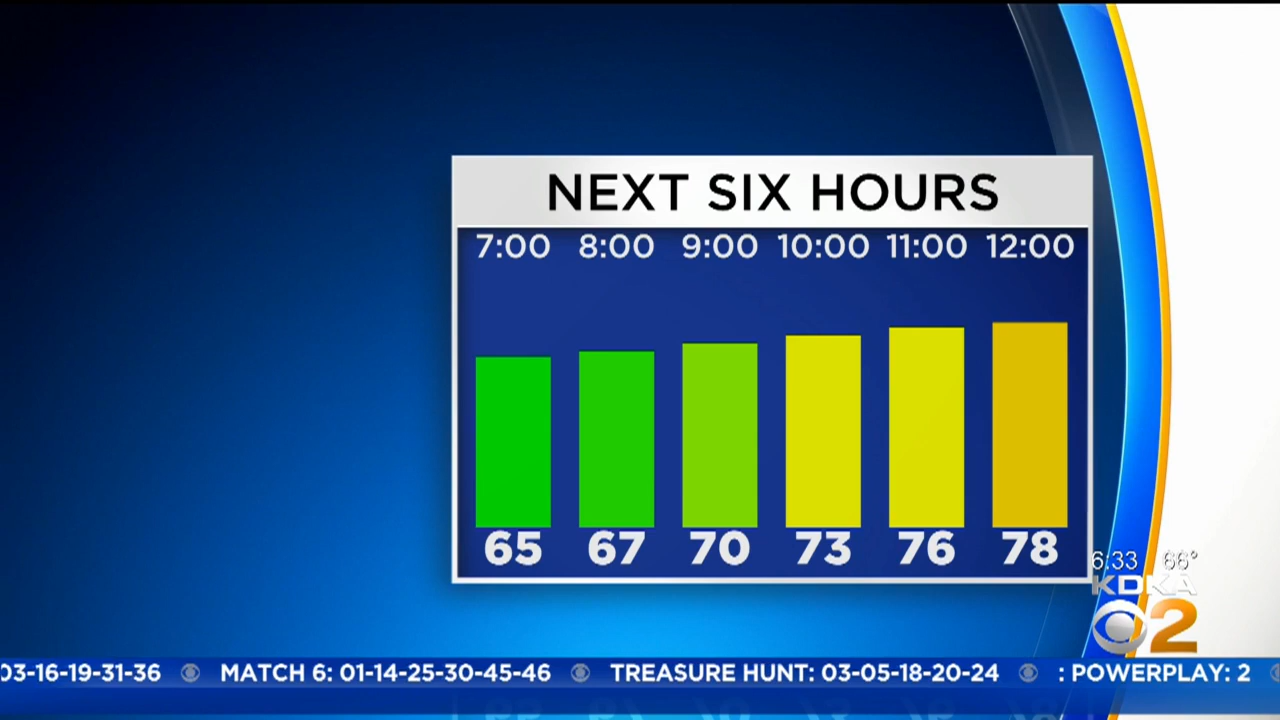 NEXT SIX HOURS
7:00 8:00 9:00 10:00 11:00 12:00
65 67 70 73 76 78
6:33 66°
KDKA
2
03-16-19-31-36 MATCH 6: 01-14-25-30-45-46 TREASURE HUNT: 03-05-18-20-24 : POWERPLAY: 2